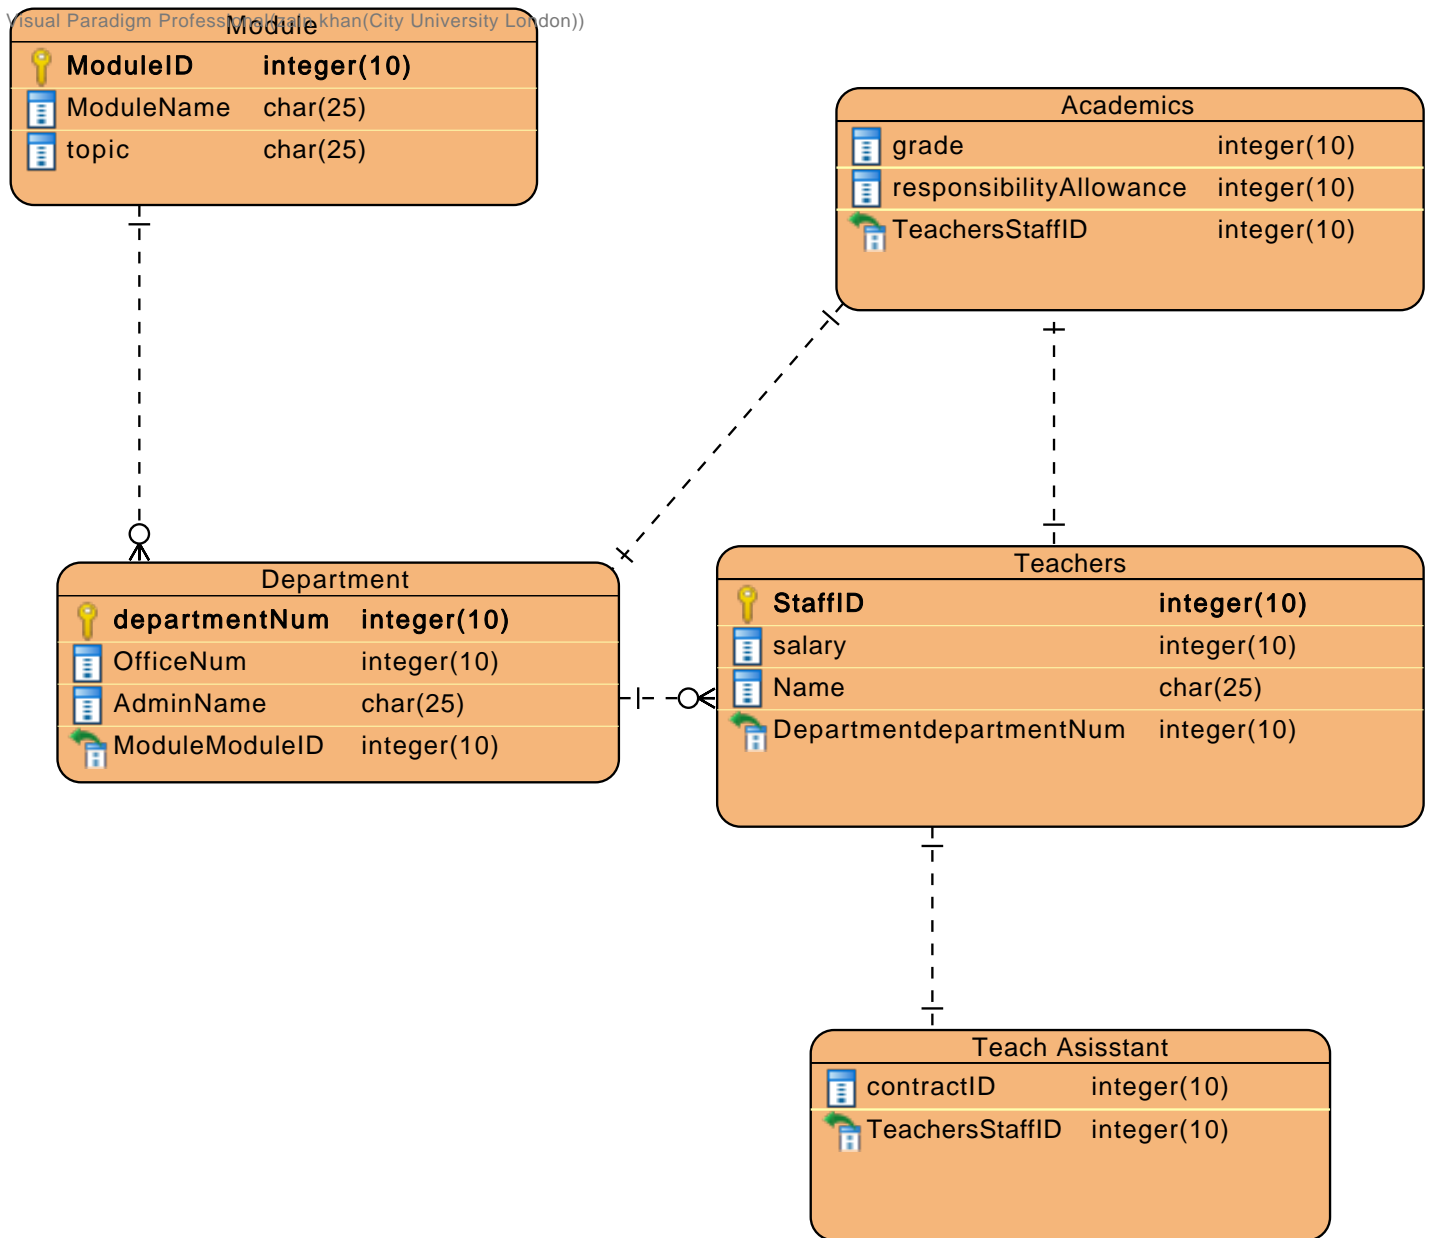 Visual Paradigm Professional(zain khan(City University London))
Module
ModuleID integer(10)
ModuleName char(25)
topic char(25)
Academics
grade integer(10)
responsibilityAllowance integer(10)
TeachersStaffID integer(10)
Department
departmentNum integer(10)
OfficeNum integer(10)
AdminName char(25)
ModuleModuleID integer(10)
Teachers
StaffID integer(10)
salary integer(10)
Name char(25)
DepartmentdepartmentNum integer(10)
Teach Asisstant
contractID integer(10)
TeachersStaffID integer(10)